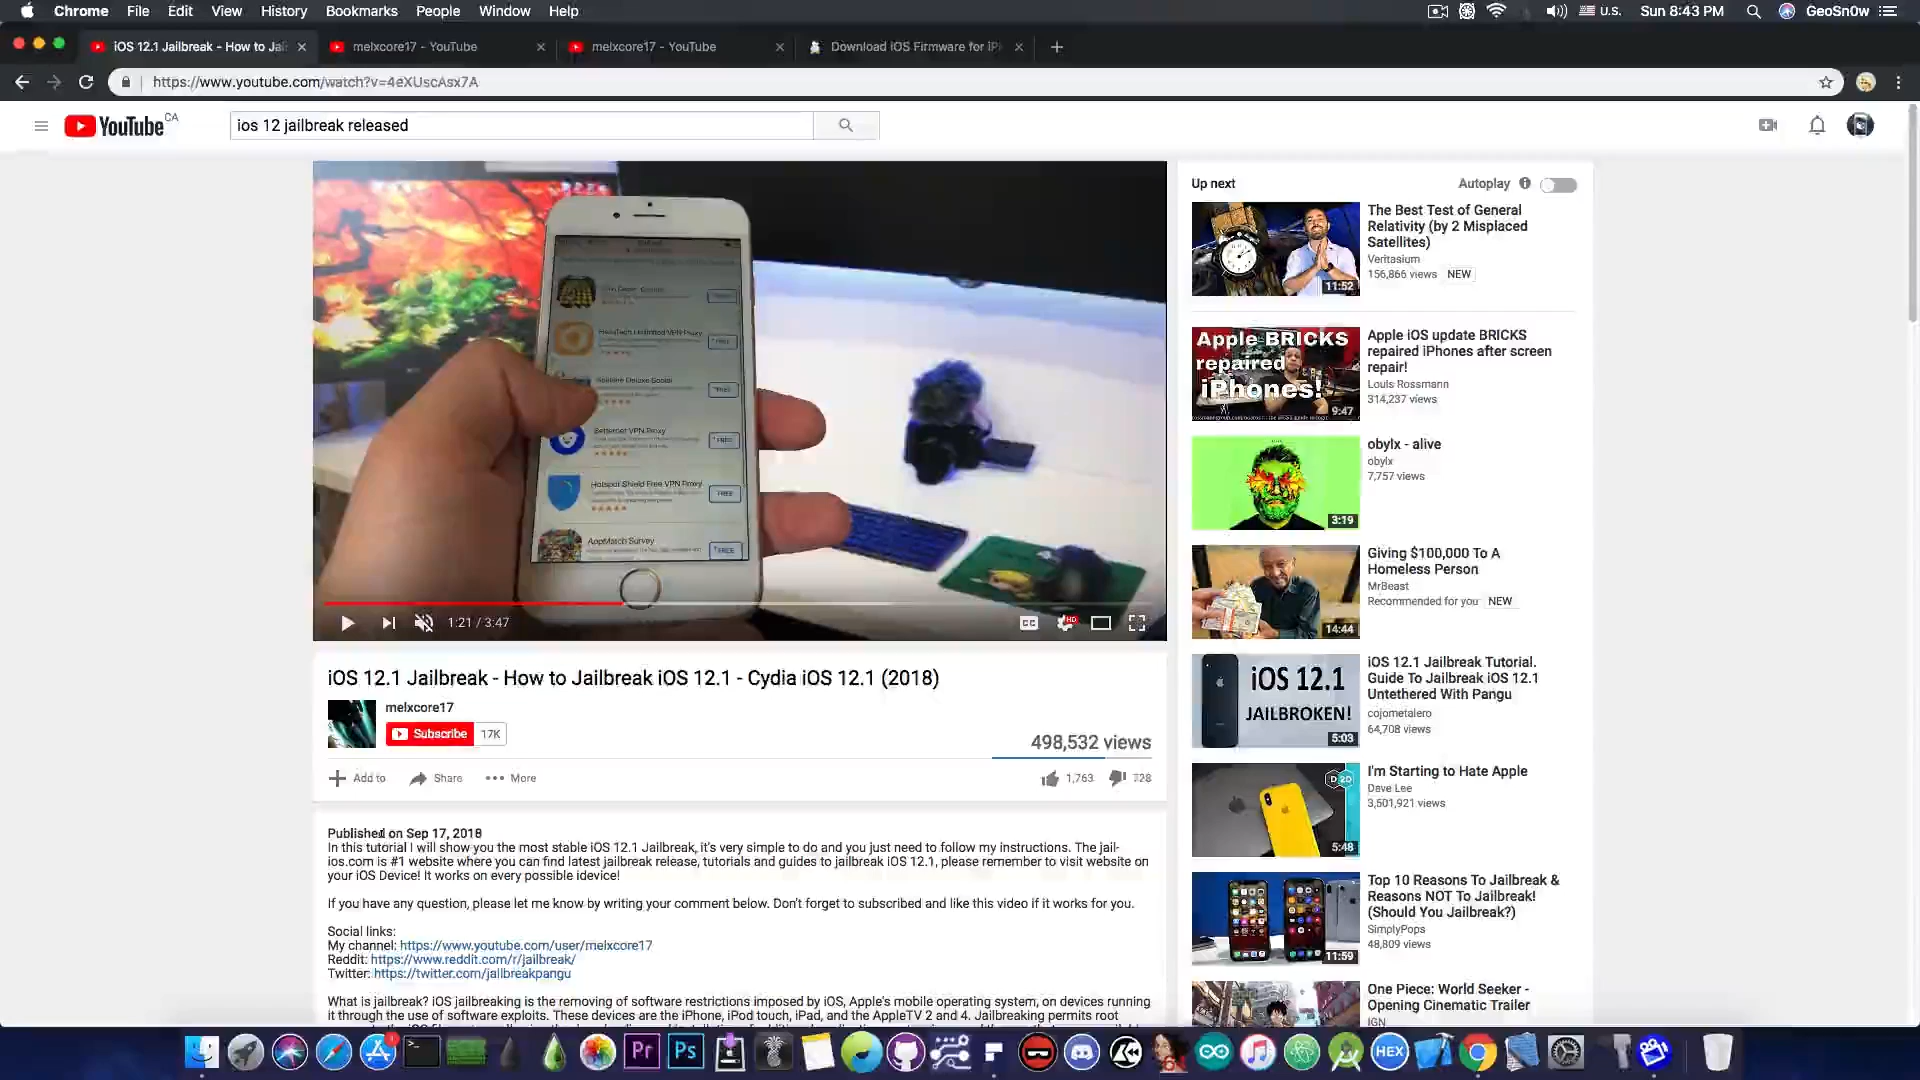 Chrome File Edit View History Bookmarks People Window Help
U.S. Sun 8:43 PM GeoSn0w
iOS 12.1 Jailbreak - How to Jai
melxcore17 - YouTube
melxcore17 - YouTube
Download iOS Firmware for iP
https://www.youtube.com/watch?v=4eXUscAsx7A
YouTube CA
ios 12 jailbreak released
Betternet VPN Proxy
FREE
Hotspot Shield Free VPN Proxy
FREE
AppMatch Survey
FREE
1:21 / 3:47
CC
HD
iOS 12.1 Jailbreak - How to Jailbreak iOS 12.1 - Cydia iOS 12.1 (2018)
melxcore17
Subscribe 17K
498,532 views
Add to Share More
1,763 728
Published on Sep 17, 2018
In this tutorial I will show you the most stable iOS 12.1 Jailbreak, it's very simple to do and you just need to follow my instructions. The jail-
ios.com is #1 website where you can find latest jailbreak release, tutorials and guides to jailbreak iOS 12.1, please remember to visit website on
your iOS Device! It works on every possible idevice!
If you have any question, please let me know by writing your comment below. Don't forget to subscribed and like this video if it works for you.
Social links:
My channel: https://www.youtube.com/user/melxcore17
Reddit: https://www.reddit.com/r/jailbreak/
Twitter: https://twitter.com/jailbreakpangu
What is jailbreak? iOS jailbreaking is the removing of software restrictions imposed by iOS, Apple's mobile operating system, on devices running
it through the use of software exploits. These devices are the iPhone, iPod touch, iPad, and the AppleTV 2 and 4. Jailbreaking permits root
Up next
Autoplay
11:52
The Best Test of General
Relativity (by 2 Misplaced
Satellites)
Veritasium
156,866 views NEW
Apple BRICKS
repaired
iPhones!
9:47
Apple iOS update BRICKS
repaired iPhones after screen
repair!
Louis Rossmann
314,237 views
3:19
obylx - alive
obylx
7,757 views
14:44
Giving $100,000 To A
Homeless Person
MrBeast
Recommended for you NEW
iOS 12.1
JAILBROKEN!
5:03
iOS 12.1 Jailbreak Tutorial.
Guide To Jailbreak iOS 12.1
Untethered With Pangu
cojometalero
64,708 views
5:48
I'm Starting to Hate Apple
Dave Lee
3,501,921 views
11:59
Top 10 Reasons To Jailbreak &
Reasons NOT To Jailbreak!
(Should You Jailbreak?)
SimplyPops
48,809 views
One Piece: World Seeker -
Opening Cinematic Trailer
IGN
Pr
Ps
HEX